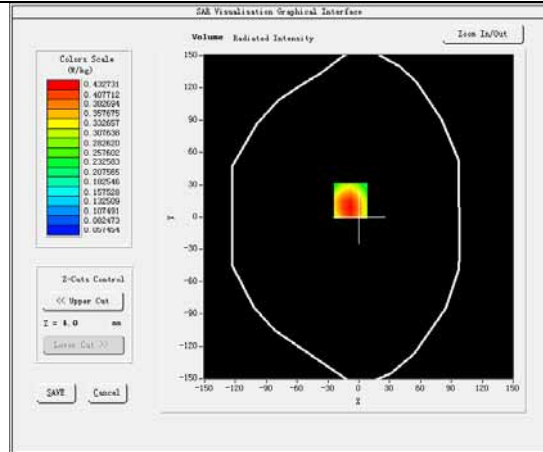 SAR Visualisation Graphical Interface
Volume Radiated Intensity
Zoom In/Out
Colors Scale
(W/kg)
0.432731
0.407712
0.382694
0.357675
0.332657
0.307638
0.282620
0.257602
0.232583
0.207565
0.182546
0.157528
0.132509
0.107491
0.082473
0.057454
Z-Cuts Control
<< Upper Cut
Z = 4.0 mm
Lower Cut >>
SAVE Cancel
150
120
90
60
30
0
-30
-60
-90
-120
-150
Y
-150 -120 -90 -60 -30 0 30 60 90 120 150